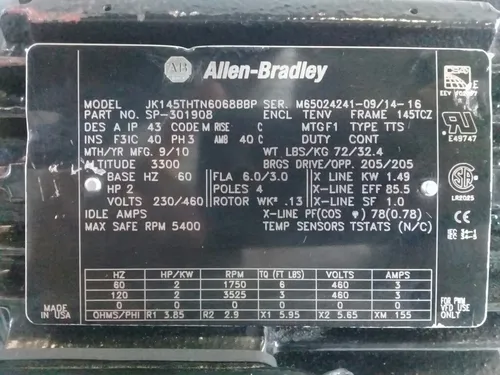 AB Allen-Bradley
MODEL JK145THTN6068BBP SER. M65024241-09/14-16
PART NO. SP-301908 ENCL TENV FRAME 145TCZ
DES A IP 43 CODE M RISE C MTG F1 TYPE TTS
INS F3IC 40 PH 3 AMB 40 C DUTY CONT
MTH/YR MFG. 9/10 WT LBS/KG 72/32.4
ALTITUDE 3300 BRGS DRIVE/OPP. 205/205
BASE HZ 60 FLA 6.0/3.0 X-LINE KW 1.49
HP 2 POLES 4 X-LINE EFF 85.5
VOLTS 230/460 ROTOR WK² .13 X-LINE SF 1.0
IDLE AMPS X-LINE PF(COS φ) 78(0.78)
MAX SAFE RPM 5400 TEMP SENSORS TSTATS (N/C)
HZ HP/KW RPM TQ (FT LBS) VOLTS AMPS
60 2 1750 6 460 3
120 2 3525 3 460 3
0 0 0 0 0 0
OHMS/PHI R1 3.85 R2 2.9 X1 5.95 X2 5.65 XM 155
MADE IN USA
E49747
LR2025
FOR PWM
VFD USE
ONLY